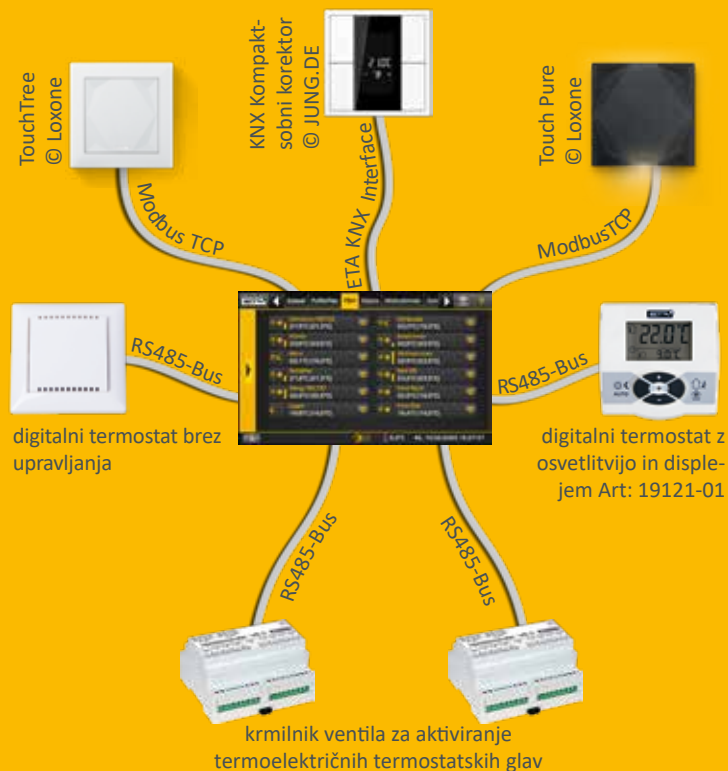 TouchTree
© Loxone
KNX Kompakt-
sobni korektor
© JUNG.DE
Touch Pure
© Loxone
Modbus TCP
ETA KNX Interface
ModbusTCP
RS485-Bus
RS485-Bus
22.0°C
AUTO
digitalni termostat brez
upravljanja
digitalni termostat z
osvetlitvijo in disple-
jem Art: 19121-01
RS485-Bus
RS485-Bus
krmilnik ventila za aktiviranje
termoelektričnih termostatskih glav